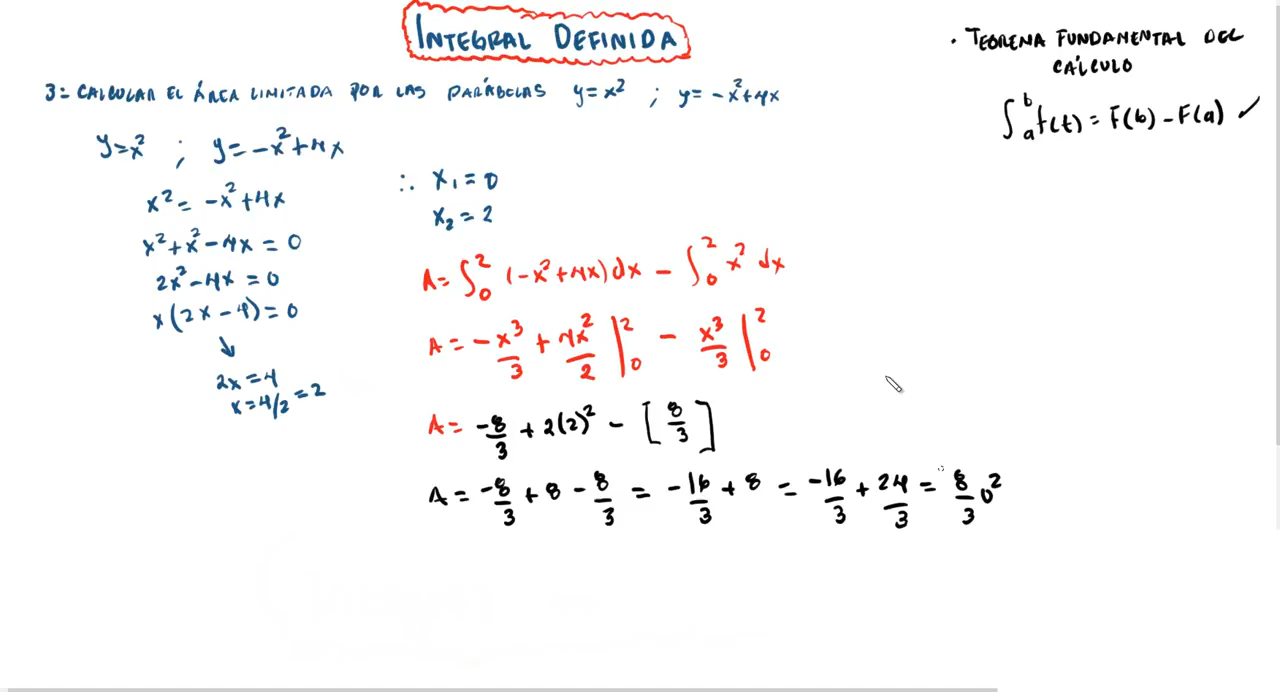 INTEGRAL DEFINIDA
· TEOREMA FUNDAMENTAL DEL
CÁLCULO
∫ₐᵇ f(t) = F(b) - F(a) ✓
3= CALCULAR EL ÁREA LIMITADA POR LAS PARÁBOLAS y = x² ; y = -x²+4x
y = x² ; y = -x²+4x
x² = -x²+4x
x²+x²-4x = 0
2x²-4x = 0
x(2x-4) = 0
↓
2x = 4
x = 4/2 = 2
∴ x₁ = 0
x₂ = 2
A = ∫₀² (-x²+4x)dx - ∫₀² x² dx
A = -x³/3 + 4x²/2 |₀² - x³/3 |₀²
A = -8/3 + 2(2)² - [8/3]
A = -8/3 + 8 - 8/3 = -16/3 + 8 = -16/3 + 24/3 = 8/3 υ²